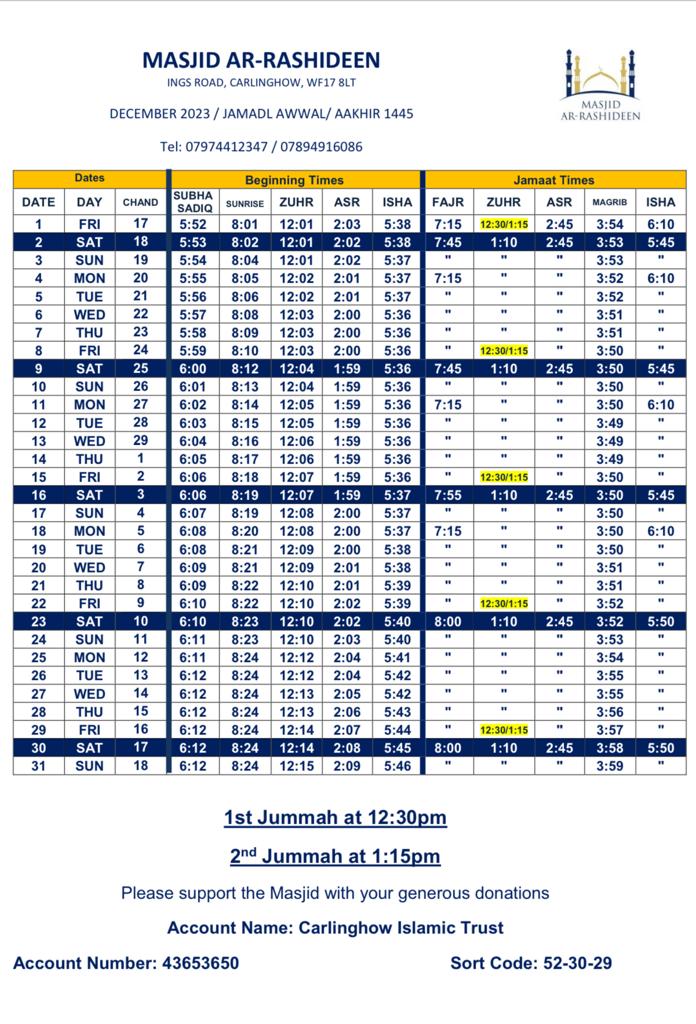 MASJID AR-RASHIDEEN
INGS ROAD, CARLINGHOW, WF17 8LT
DECEMBER 2023 / JAMADL AWWAL/ AAKHIR 1445
Tel: 07974412347 / 07894916086
MASJID
AR-RASHIDEEN
Dates Beginning Times Jamaat Times
DATE DAY CHAND SUBHA SADIQ SUNRISE ZUHR ASR ISHA FAJR ZUHR ASR MAGRIB ISHA
1 FRI 17 5:52 8:01 12:01 2:03 5:38 7:15 12:30/1:15 2:45 3:54 6:10
2 SAT 18 5:53 8:02 12:01 2:02 5:38 7:45 1:10 2:45 3:53 5:45
3 SUN 19 5:54 8:04 12:01 2:02 5:37 " " " 3:53 "
4 MON 20 5:55 8:05 12:02 2:01 5:37 7:15 " " 3:52 6:10
5 TUE 21 5:56 8:06 12:02 2:01 5:37 " " " 3:52 "
6 WED 22 5:57 8:08 12:03 2:00 5:36 " " " 3:51 "
7 THU 23 5:58 8:09 12:03 2:00 5:36 " " " 3:51 "
8 FRI 24 5:59 8:10 12:03 2:00 5:36 " 12:30/1:15 " 3:50 "
9 SAT 25 6:00 8:12 12:04 1:59 5:36 7:45 1:10 2:45 3:50 5:45
10 SUN 26 6:01 8:13 12:04 1:59 5:36 " " " 3:50 "
11 MON 27 6:02 8:14 12:05 1:59 5:36 7:15 " " 3:50 6:10
12 TUE 28 6:03 8:15 12:05 1:59 5:36 " " " 3:49 "
13 WED 29 6:04 8:16 12:06 1:59 5:36 " " " 3:49 "
14 THU 1 6:05 8:17 12:06 1:59 5:36 " " " 3:49 "
15 FRI 2 6:06 8:18 12:07 1:59 5:36 " 12:30/1:15 " 3:50 "
16 SAT 3 6:06 8:19 12:07 1:59 5:37 7:55 1:10 2:45 3:50 5:45
17 SUN 4 6:07 8:19 12:08 2:00 5:37 " " " 3:50 "
18 MON 5 6:08 8:20 12:08 2:00 5:37 7:15 " " 3:50 6:10
19 TUE 6 6:08 8:21 12:09 2:00 5:38 " " " 3:50 "
20 WED 7 6:09 8:21 12:09 2:01 5:38 " " " 3:51 "
21 THU 8 6:09 8:22 12:10 2:01 5:39 " " " 3:51 "
22 FRI 9 6:10 8:22 12:10 2:02 5:39 " 12:30/1:15 " 3:52 "
23 SAT 10 6:10 8:23 12:10 2:02 5:40 8:00 1:10 2:45 3:52 5:50
24 SUN 11 6:11 8:23 12:10 2:03 5:40 " " " 3:53 "
25 MON 12 6:11 8:24 12:12 2:04 5:41 " " " 3:54 "
26 TUE 13 6:12 8:24 12:12 2:04 5:42 " " " 3:55 "
27 WED 14 6:12 8:24 12:13 2:05 5:42 " " " 3:55 "
28 THU 15 6:12 8:24 12:13 2:06 5:43 " " " 3:56 "
29 FRI 16 6:12 8:24 12:14 2:07 5:44 " 12:30/1:15 " 3:57 "
30 SAT 17 6:12 8:24 12:14 2:08 5:45 8:00 1:10 2:45 3:58 5:50
31 SUN 18 6:12 8:24 12:15 2:09 5:46 " " " 3:59 "
1st Jummah at 12:30pm
2nd Jummah at 1:15pm
Please support the Masjid with your generous donations
Account Name: Carlinghow Islamic Trust
Account Number: 43653650 Sort Code: 52-30-29